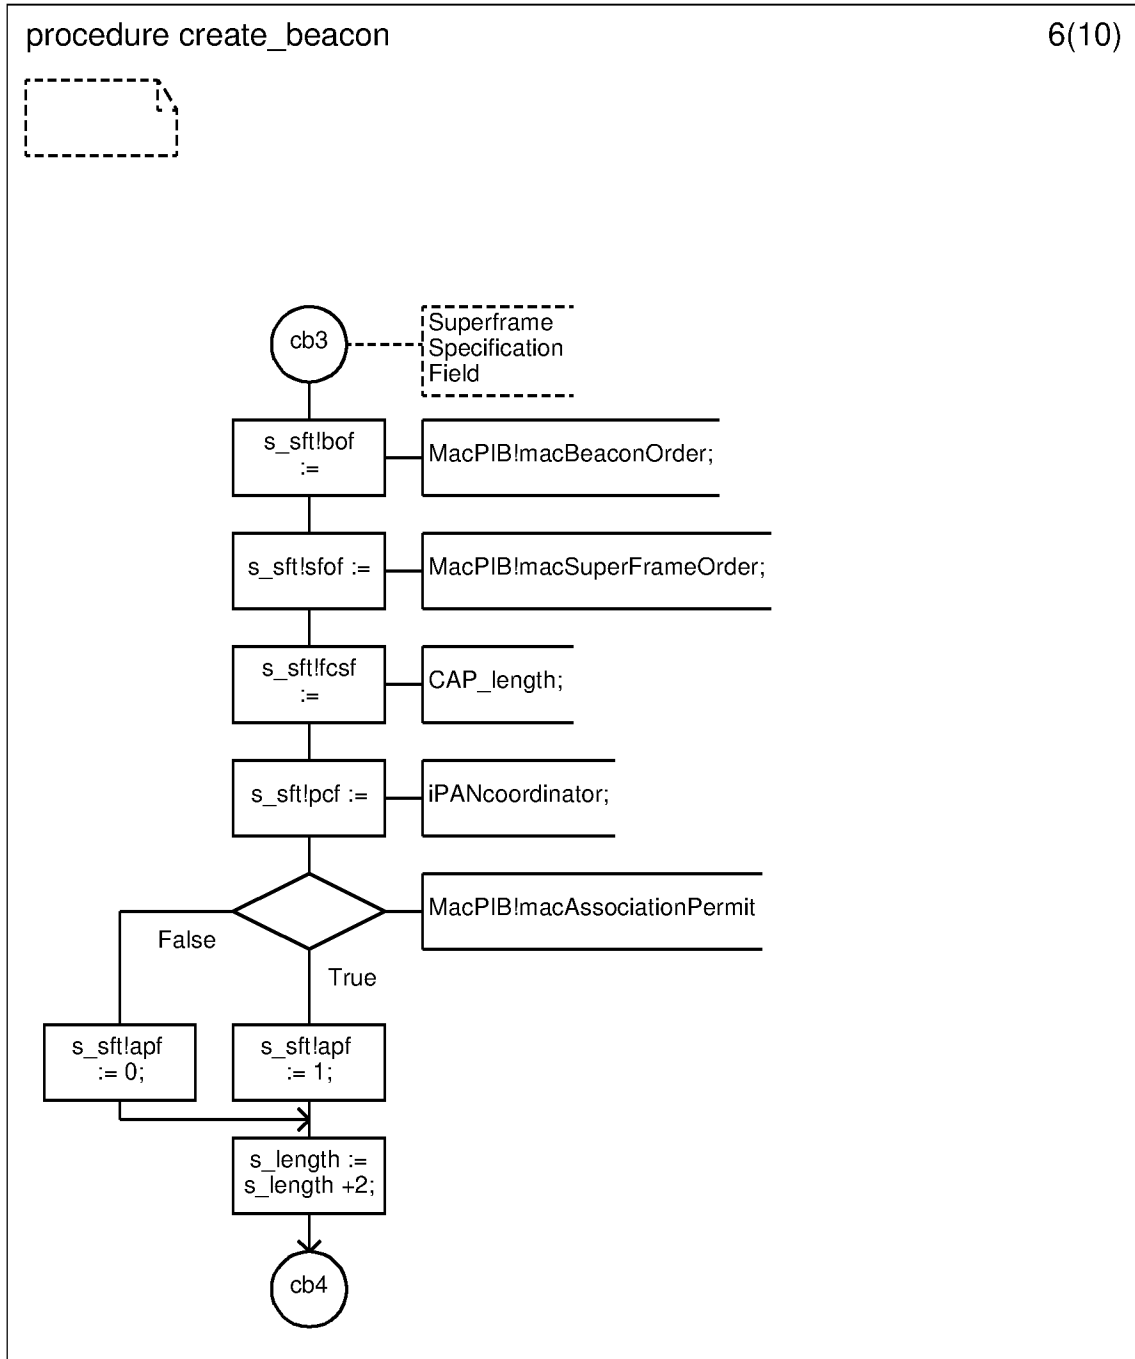 procedure create_beacon
6(10)
cb3
Superframe
Specification
Field
s_sft!bof
:=
MacPIB!macBeaconOrder;
s_sft!sfof :=
MacPIB!macSuperFrameOrder;
s_sft!fcsf
:=
CAP_length;
s_sft!pcf :=
iPANcoordinator;
MacPIB!macAssociationPermit
False
True
s_sft!apf
:= 0;
s_sft!apf
:= 1;
s_length :=
s_length +2;
cb4